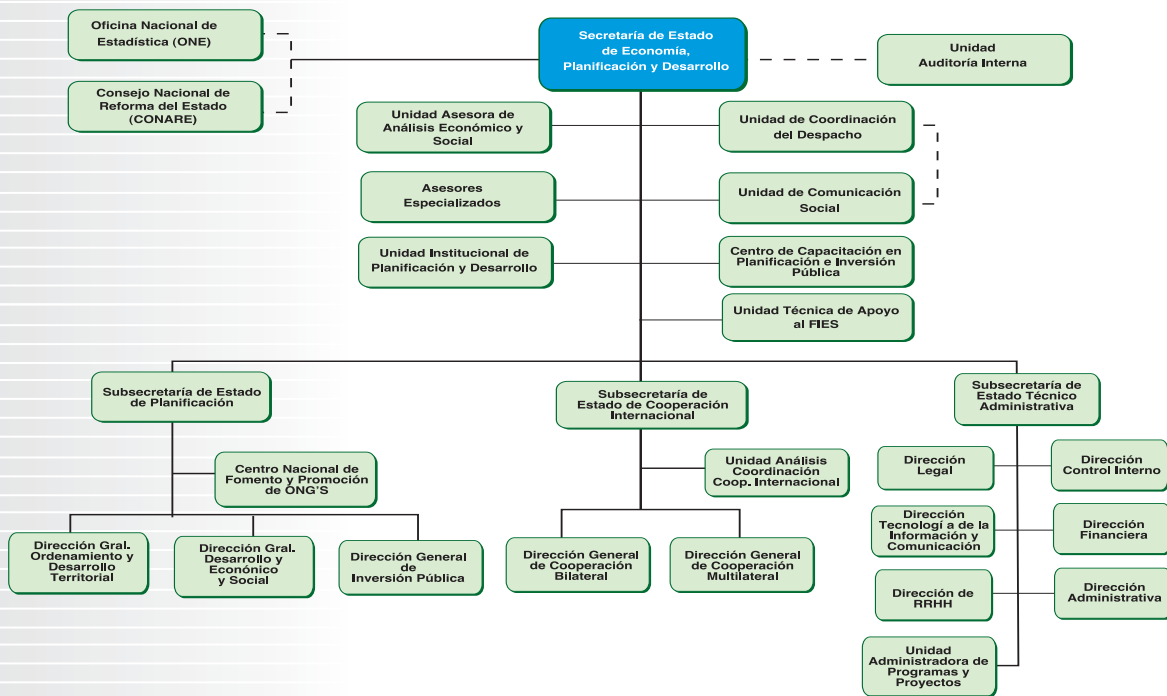 Oficina Nacional de
Estadística (ONE)
Secretaría de Estado
de Economía,
Planificación y Desarrollo
Unidad
Auditoría Interna
Consejo Nacional de
Reforma del Estado
(CONARE)
Unidad Asesora de
Análisis Económico y
Social
Unidad de Coordinación
del Despacho
Asesores
Especializados
Unidad de Comunicación
Social
Unidad Institucional de
Planificación y Desarrollo
Centro de Capacitación en
Planificación e Inversión
Pública
Unidad Técnica de Apoyo
al FIES
Subsecretaría de Estado
de Planificación
Subsecretaría de
Estado de Cooperación
Internacional
Subsecretaría de
Estado Técnico
Administrativa
Centro Nacional de
Fomento y Promoción
de ONG'S
Unidad Análisis
Coordinación
Coop. Internacional
Dirección
Legal
Dirección
Control Interno
Dirección Gral.
Ordenamiento y
Desarrollo
Territorial
Dirección Gral.
Desarrollo y
Econónico
y Social
Dirección General
de
Inversión Pública
Dirección General
de Cooperación
Bilateral
Dirección General
de Cooperación
Multilateral
Dirección
Tecnologí a de la
Información y
Comunicación
Dirección
Financiera
Dirección de
RRHH
Dirección
Administrativa
Unidad
Administradora de
Programas y
Proyectos